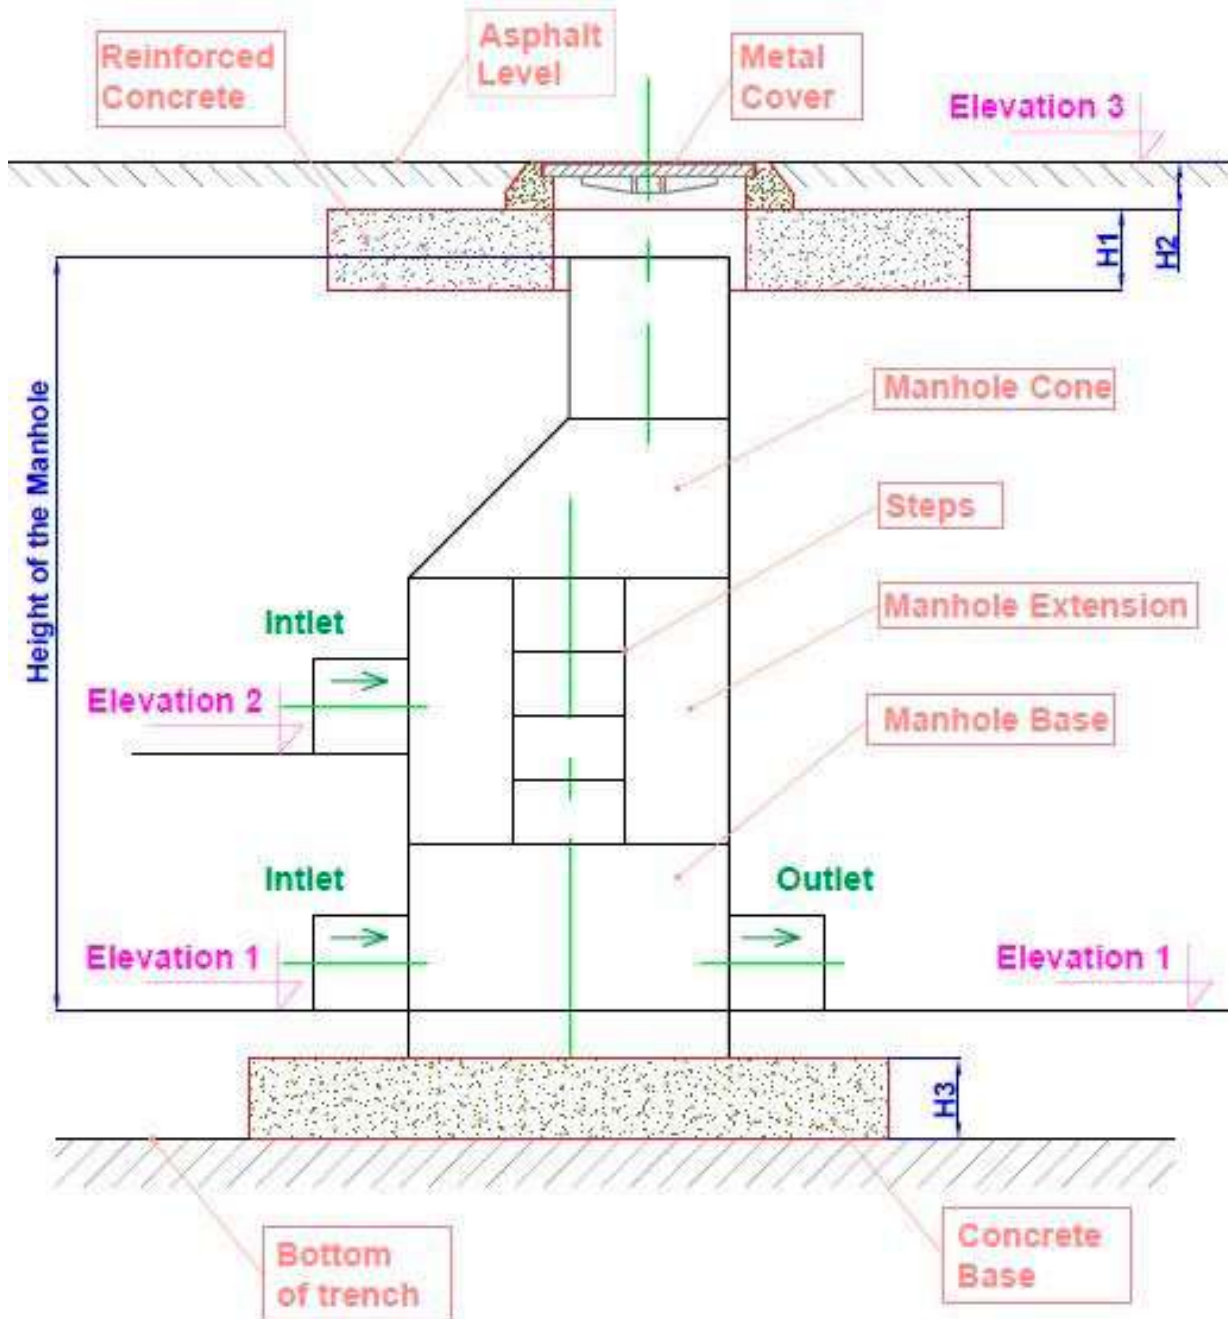 Reinforced
Concrete
Asphalt
Level
Metal
Cover
Elevation 3
H1
H2
Height of the Manhole
Manhole Cone
Steps
Intlet
Manhole Extension
Elevation 2
Manhole Base
Intlet
Outlet
Elevation 1
Elevation 1
H3
Bottom
of trench
Concrete
Base